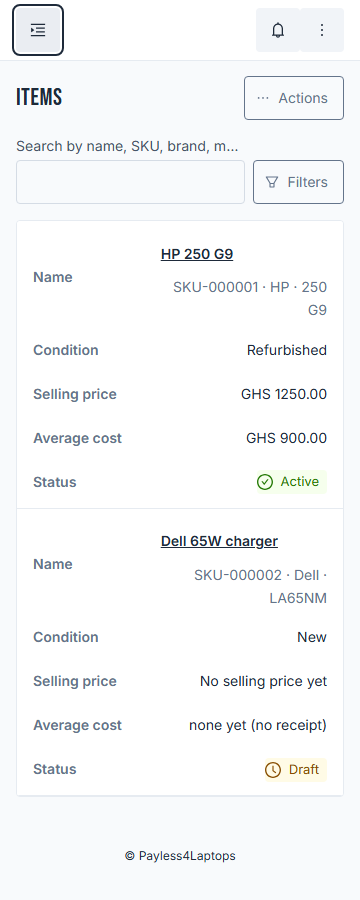 ITEMS
··· Actions
Search by name, SKU, brand, m...
Filters
Name
HP 250 G9
SKU-000001 · HP · 250
G9
Condition
Refurbished
Selling price
GHS 1250.00
Average cost
GHS 900.00
Status
Active
Name
Dell 65W charger
SKU-000002 · Dell ·
LA65NM
Condition
New
Selling price
No selling price yet
Average cost
none yet (no receipt)
Status
Draft
© Payless4Laptops